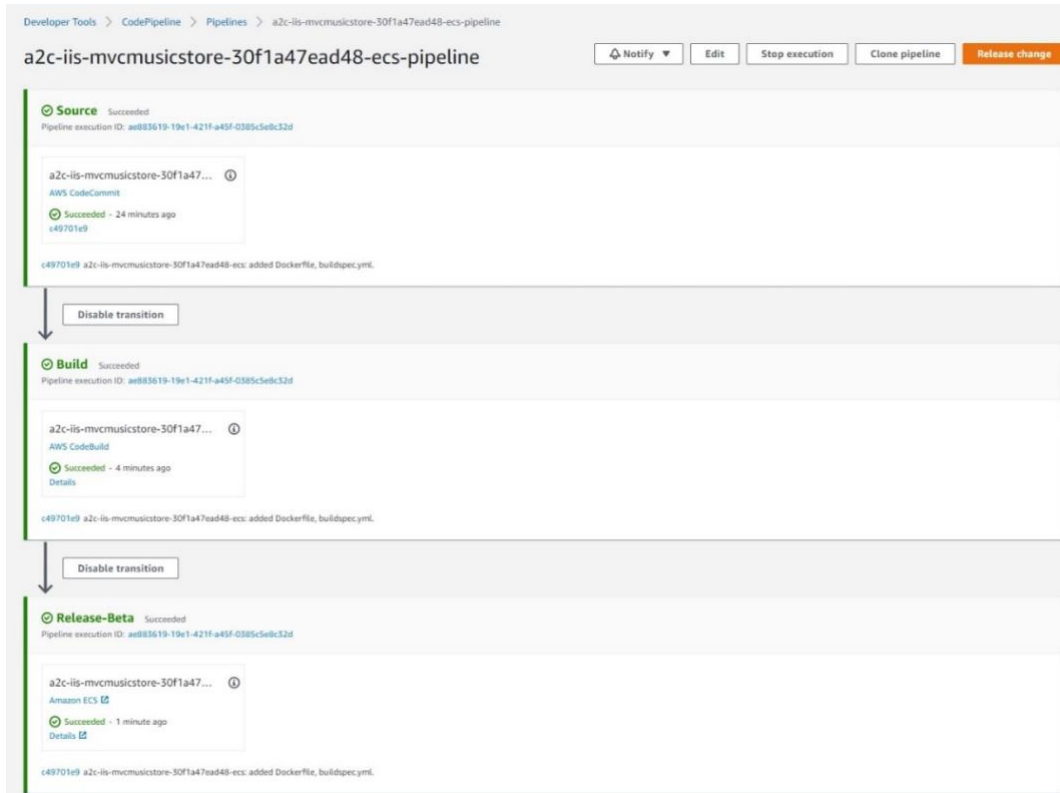 Developer Tools > CodePipeline > Pipelines > a2c-iis-mvcmusicstore-30f1a47ead48-ecs-pipeline
a2c-iis-mvcmusicstore-30f1a47ead48-ecs-pipeline
Notify ▼ Edit Stop execution Clone pipeline Release change
Source Succeeded
Pipeline execution ID: ae883619-19e1-421f-a45f-0385c5e8c32d
a2c-iis-mvcmusicstore-30f1a47...
AWS CodeCommit
Succeeded - 24 minutes ago
c49701e9
c49701e9 a2c-iis-mvcmusicstore-30f1a47ead48-ecs: added Dockerfile, buildspec.yml.
Disable transition
Build Succeeded
Pipeline execution ID: ae883619-19e1-421f-a45f-0385c5e8c32d
a2c-iis-mvcmusicstore-30f1a47...
AWS CodeBuild
Succeeded - 4 minutes ago
Details
c49701e9 a2c-iis-mvcmusicstore-30f1a47ead48-ecs: added Dockerfile, buildspec.yml.
Disable transition
Release-Beta Succeeded
Pipeline execution ID: ae883619-19e1-421f-a45f-0385c5e8c32d
a2c-iis-mvcmusicstore-30f1a47...
Amazon ECS
Succeeded - 1 minute ago
Details
c49701e9 a2c-iis-mvcmusicstore-30f1a47ead48-ecs: added Dockerfile, buildspec.yml.